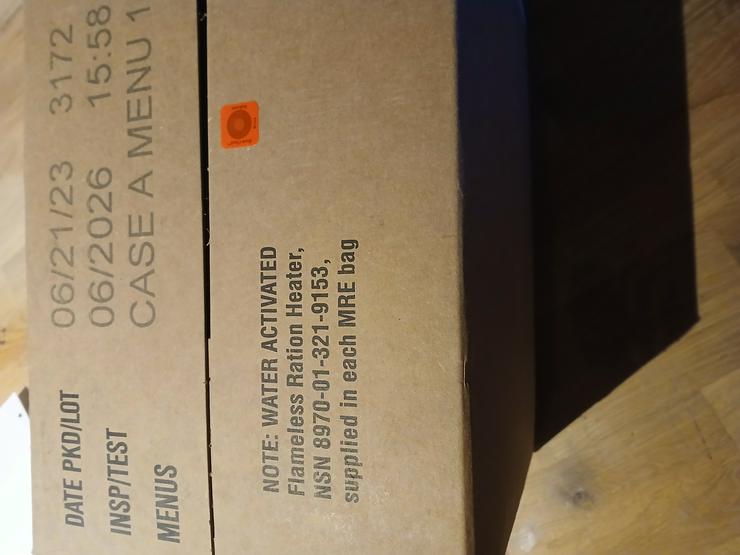 DATE PKD/LOT 06/21/23 3172
INSP/TEST 06/2026 15:58
MENUS CASE A MENU 1
NOTE: WATER ACTIVATED
Flameless Ration Heater,
NSN 8970-01-321-9153,
supplied in each MRE bag